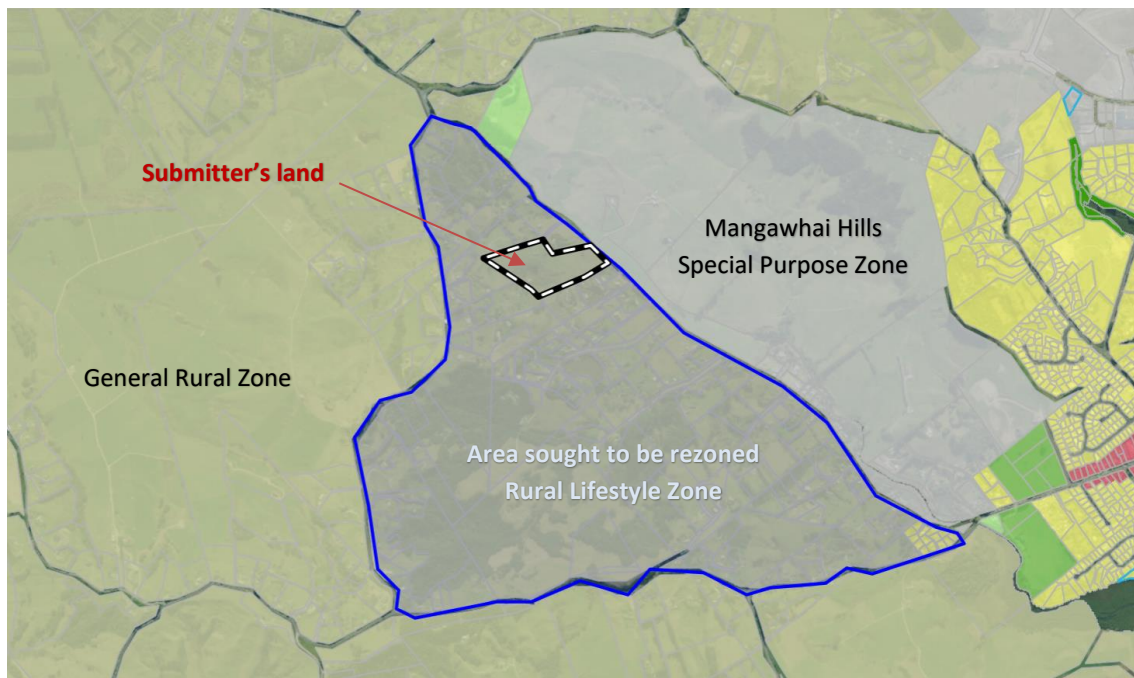 Submitter's land
Mangawhai Hills
Special Purpose Zone
General Rural Zone
Area sought to be rezoned
Rural Lifestyle Zone